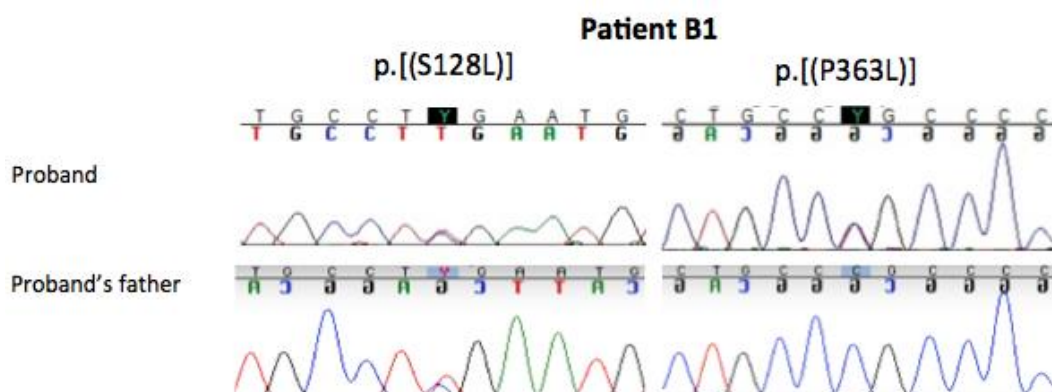 Patient B1
p.[(S128L)] p.[(P363L)]
T G C C T Y G A A T G C T G C C Y G C C C C
T G C C T T G A A T G G A C G G G C G G G G
Proband
T G C C T Y G A A T G C T G C C C G C C C C
Proband's father A C G G A G C T T A C G A C G G G C G G G G